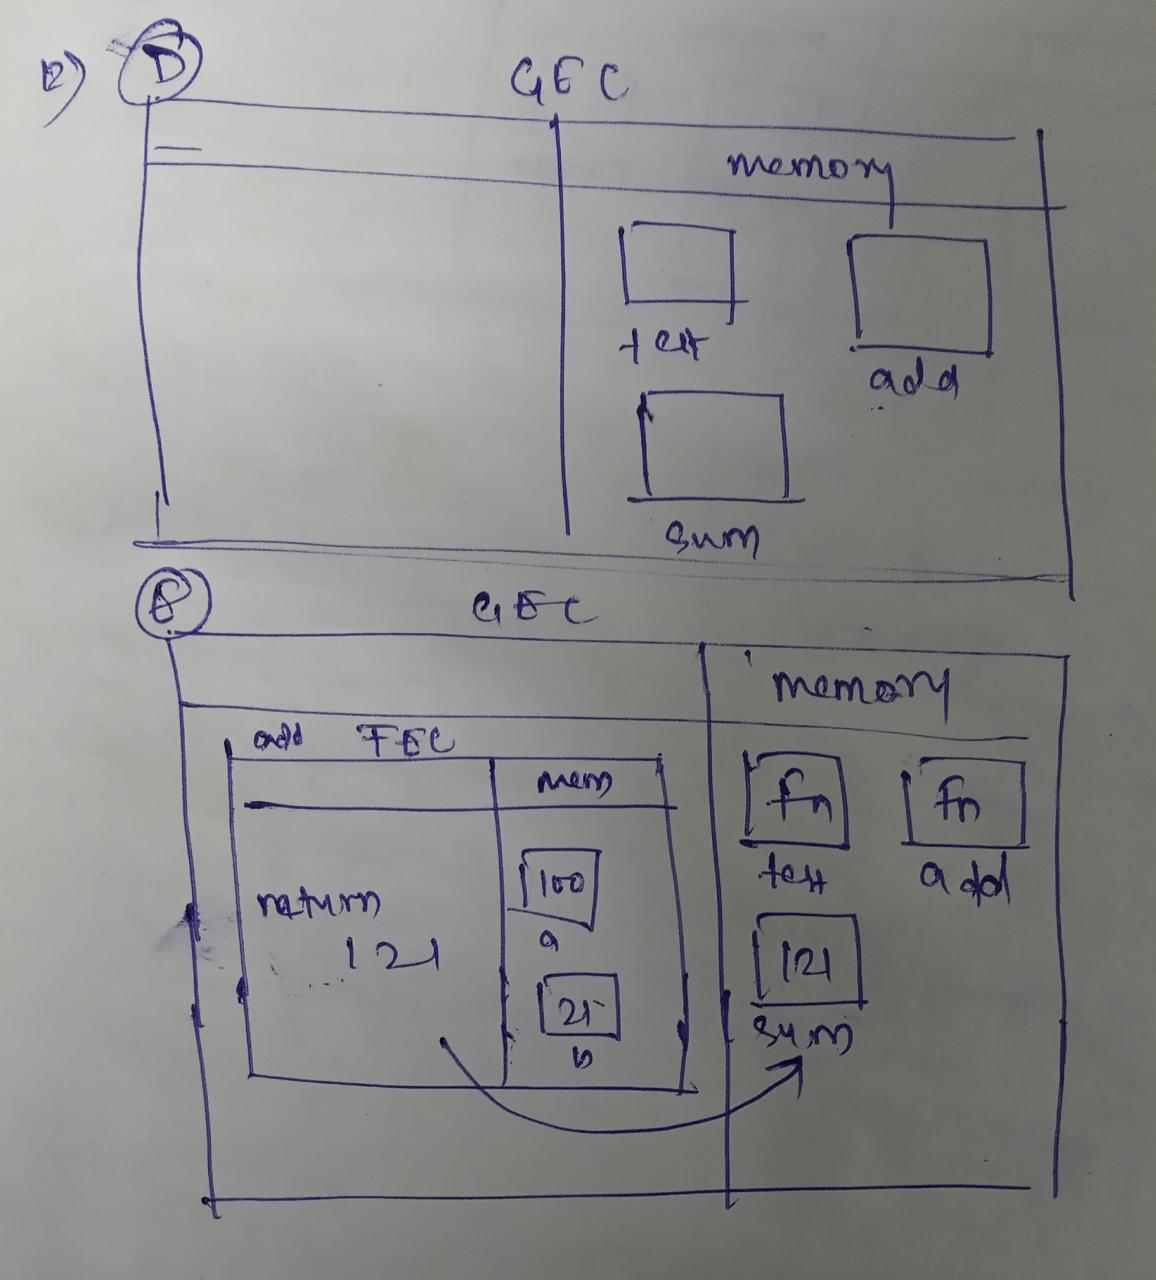 12) D GEC
memory
test
add
sum
E GEC
memory
add FEC
mem
fn fn
test add
100
a
return
121
121
sum
21
b